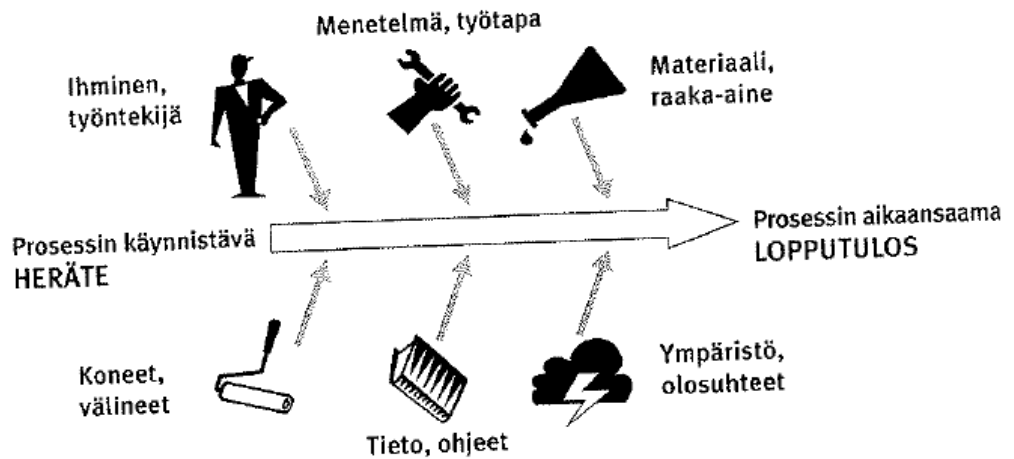 Menetelmä, työtapa
Ihminen,
työntekijä
Materiaali,
raaka-aine
Prosessin käynnistävä
HERÄTE
Prosessin aikaansaama
LOPPUTULOS
Koneet,
välineet
Tieto, ohjeet
Ympäristö,
olosuhteet